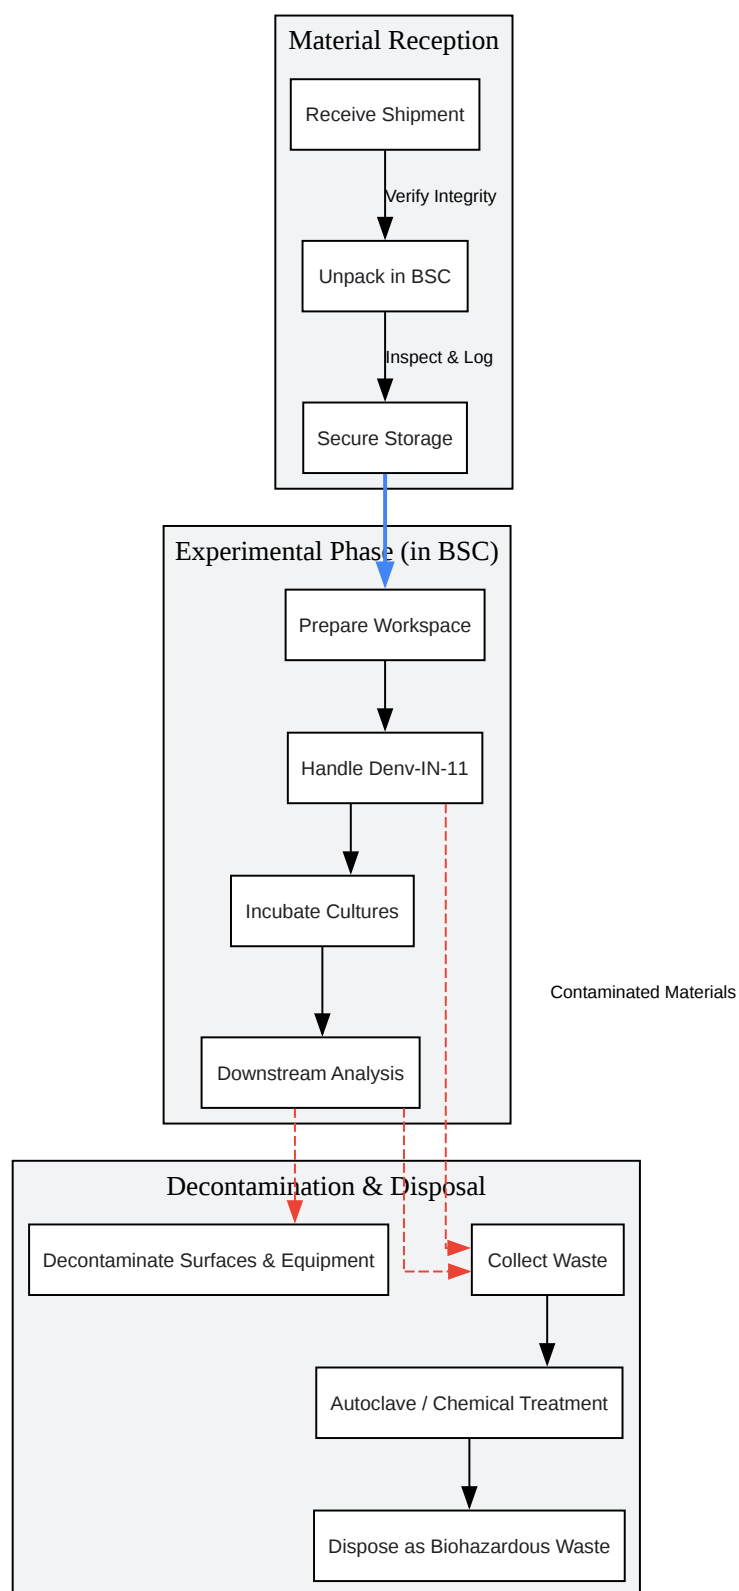 Material Reception
Receive Shipment
Verify Integrity
Unpack in BSC
Inspect & Log
Secure Storage
Experimental Phase (in BSC)
Prepare Workspace
Handle Denv-IN-11
Incubate Cultures
Contaminated Materials
Downstream Analysis
Decontamination & Disposal
Decontaminate Surfaces & Equipment
Collect Waste
Autoclave / Chemical Treatment
Dispose as Biohazardous Waste